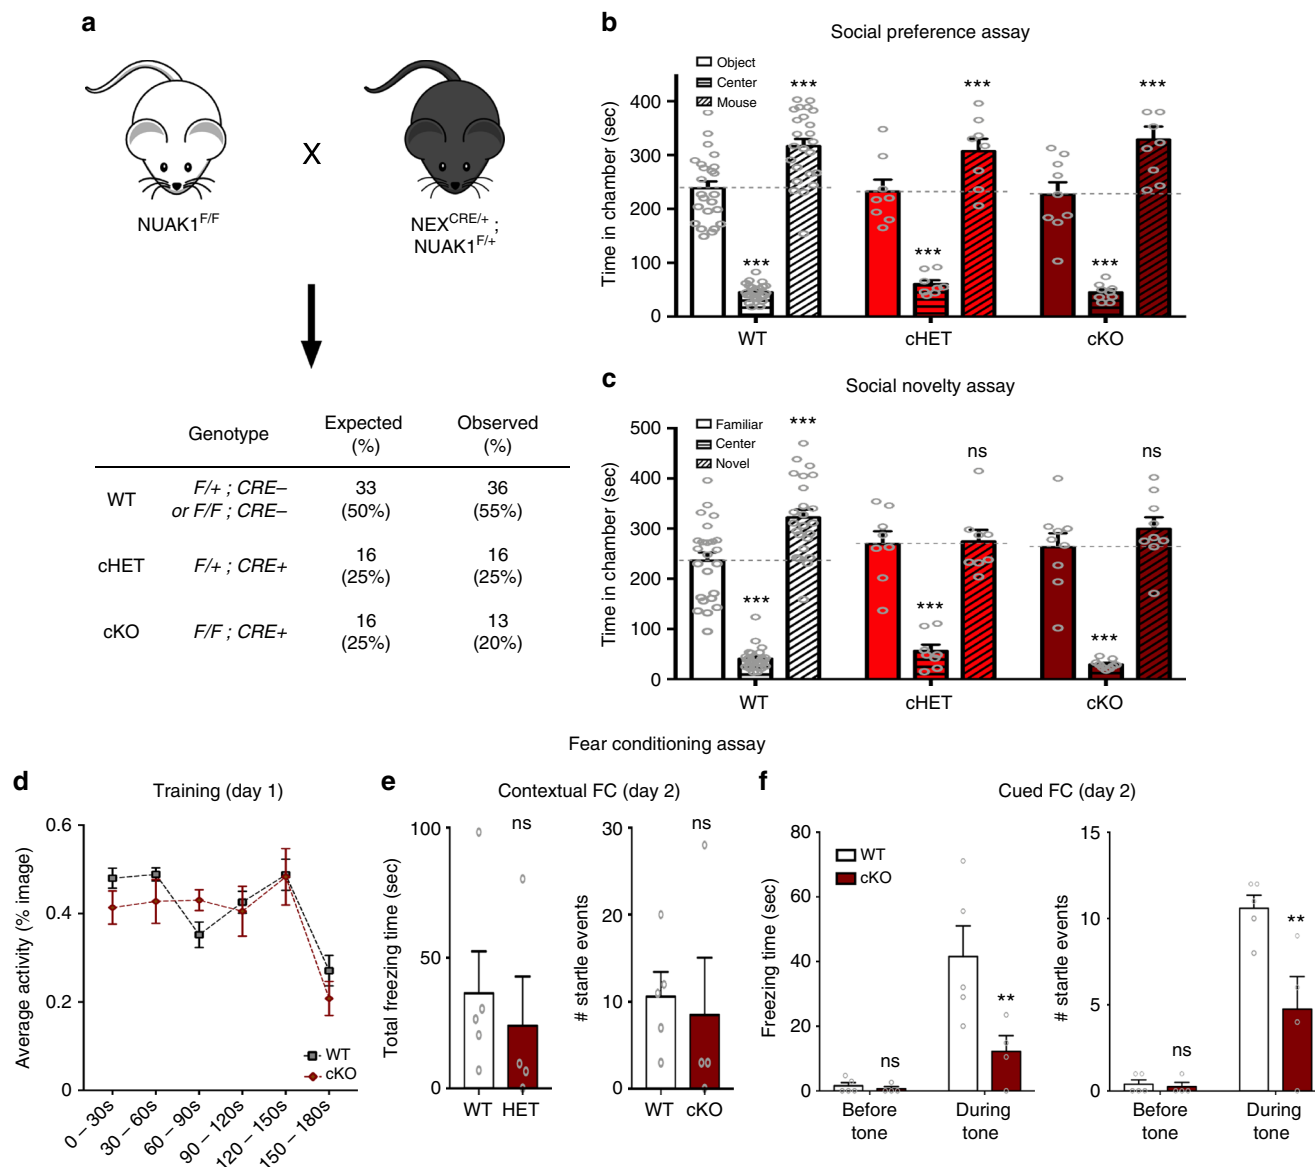 a
NUAK1F/F
X
NEXCRE/+ ;
NUAK1F/+
Genotype
Expected
(%)
Observed
(%)
WT
F/+ ; CRE–
or F/F ; CRE–
33
(50%)
36
(55%)
cHET
F/+ ; CRE+
16
(25%)
16
(25%)
cKO
F/F ; CRE+
16
(25%)
13
(20%)
b
Social preference assay
Object
Center
Mouse
Time in chamber (sec)
400
300
200
100
0
***
***
***
***
***
***
WT
cHET
cKO
c
Social novelty assay
Familiar
Center
Novel
Time in chamber (sec)
500
400
300
200
100
0
***
***
ns
***
ns
***
WT
cHET
cKO
Fear conditioning assay
d
Training (day 1)
Average activity (% image)
0.6
0.4
0.2
0
WT
cKO
0 – 30s
30 – 60s
60 – 90s
90 – 120s
120 – 150s
150 – 180s
e
Contextual FC (day 2)
Total freezing time (sec)
100
50
0
ns
WT
HET
# startle events
30
20
10
0
ns
WT
cKO
f
Cued FC (day 2)
Freezing time (sec)
80
60
40
20
0
WT
cKO
ns
**
Before
tone
During
tone
# startle events
15
10
5
0
ns
**
Before
tone
During
tone